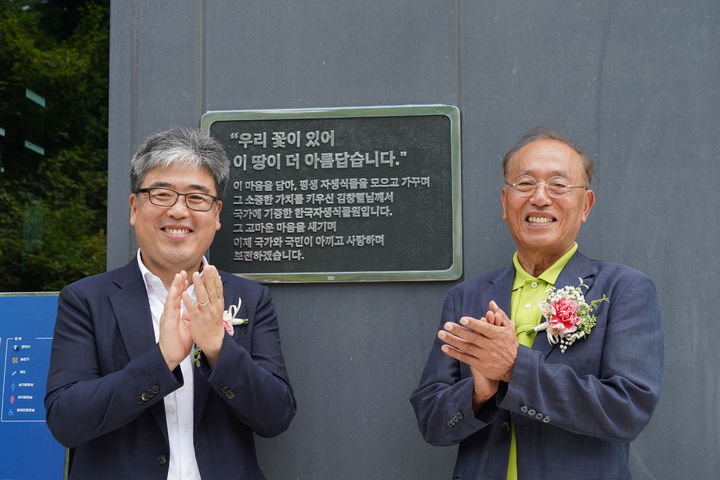 “우리 꽃이 있어
이 땅이 더 아름답습니다."
이 마음을 담아, 평생 자생식물을 모으고 가꾸며
그 소중한 가치를 키우신 김창열님께서
국가에 기증한 한국자생식물원입니다.
그 고마운 마음을 새기며
이제 국가와 국민이 아끼고 사랑하며
보전하겠습니다.